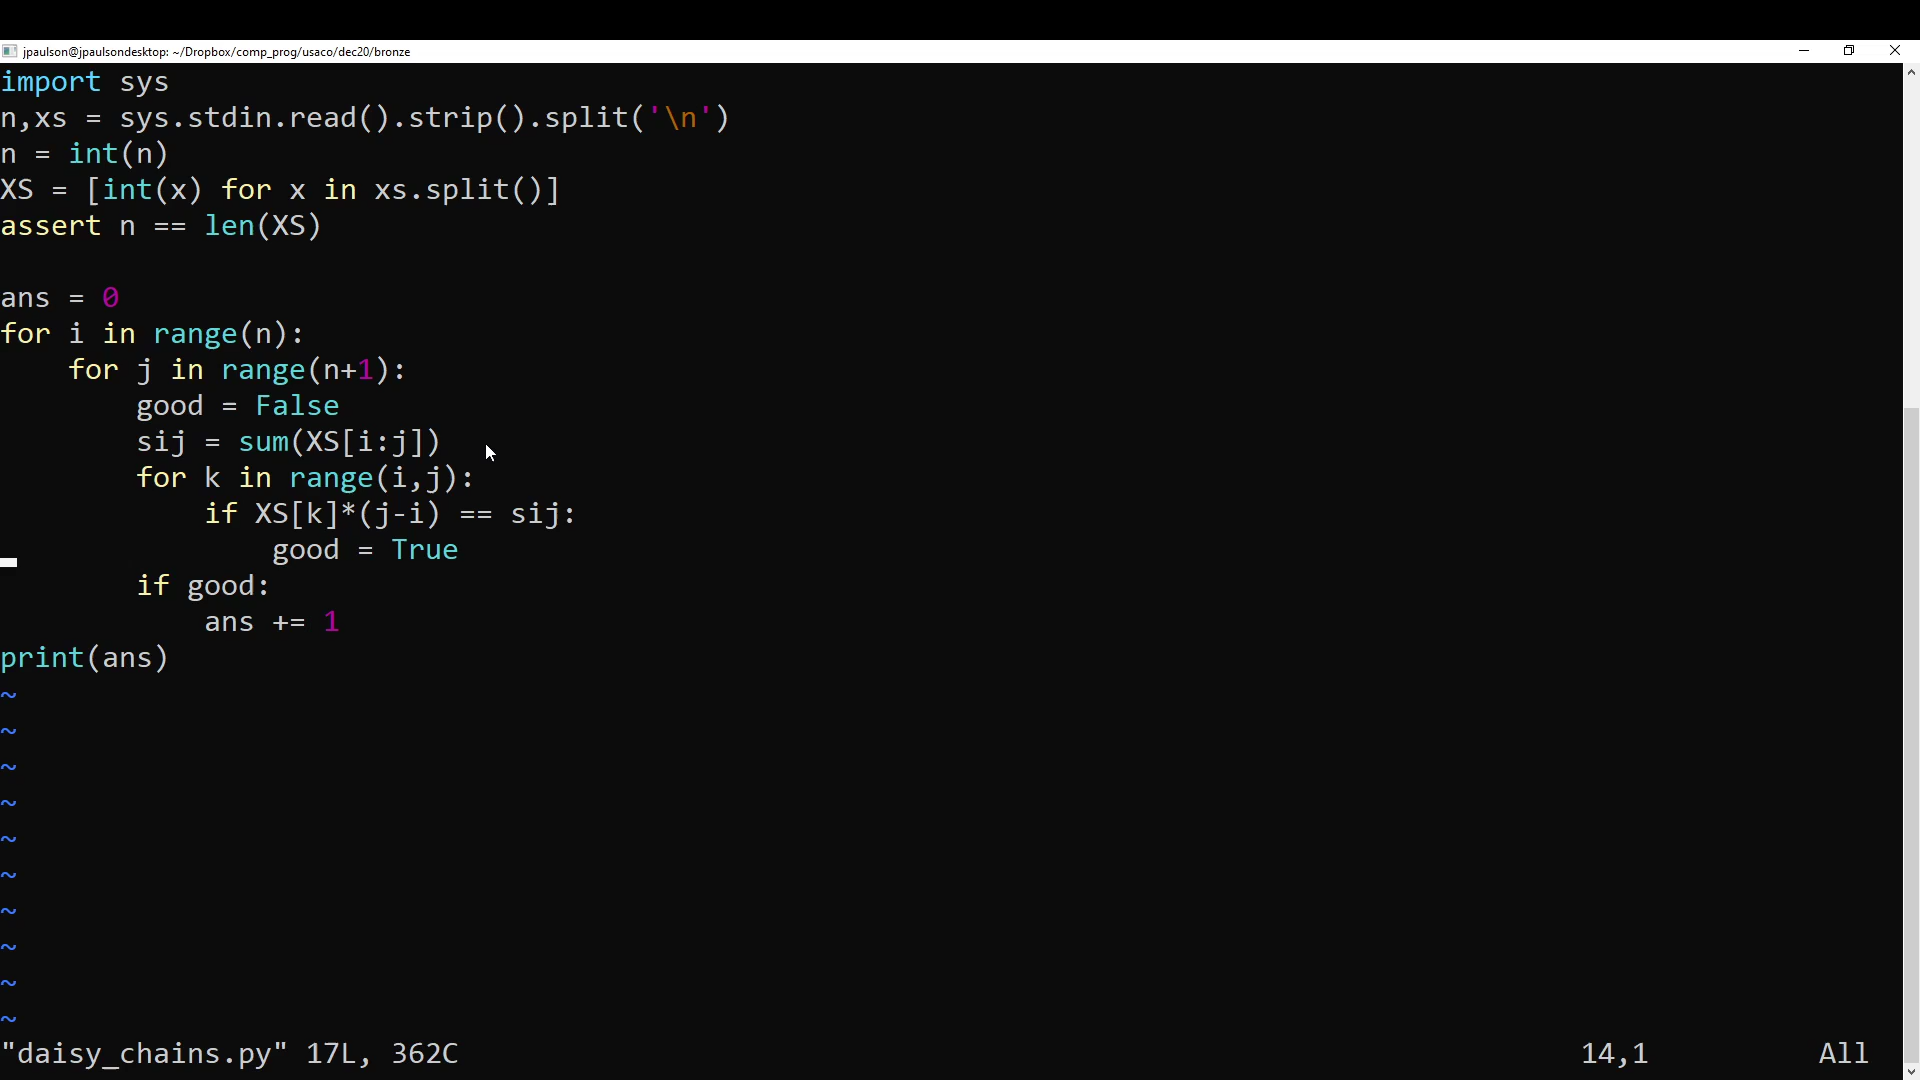 jpaulson@jpaulsondesktop: ~/Dropbox/comp_prog/usaco/dec20/bronze
import sys
n,xs = sys.stdin.read().strip().split('\n')
n = int(n)
XS = [int(x) for x in xs.split()]
assert n == len(XS)

ans = 0
for i in range(n):
    for j in range(n+1):
        good = False
        sij = sum(XS[i:j])
        for k in range(i,j):
            if XS[k]*(j-i) == sij:
                good = True
        if good:
            ans += 1
print(ans)
~
~
~
~
~
~
~
~
~
~
"daisy_chains.py" 17L, 362C 14,1 All